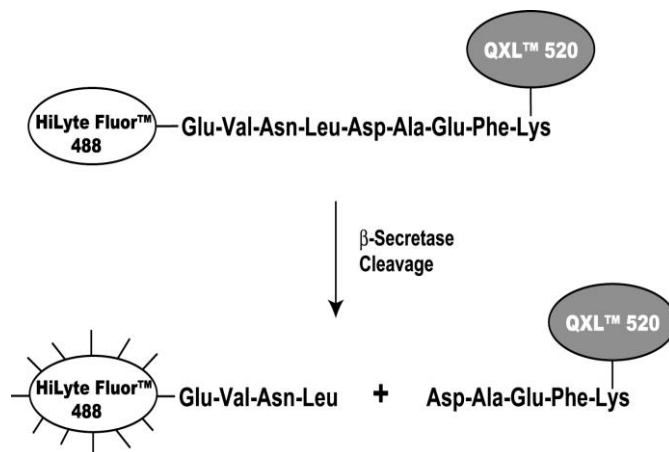 QXL™ 520
HiLyte Fluor™
488
Glu-Val-Asn-Leu-Asp-Ala-Glu-Phe-Lys
β-Secretase
Cleavage
QXL™ 520
HiLyte Fluor™
488
Glu-Val-Asn-Leu + Asp-Ala-Glu-Phe-Lys